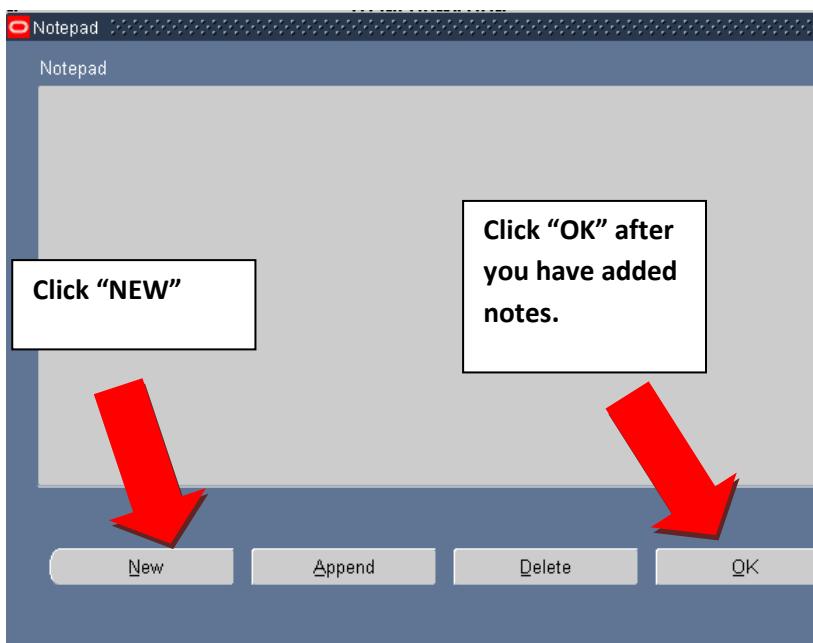 Notepad
Notepad
Click “OK” after
you have added
notes.
Click “NEW”
New Append Delete OK